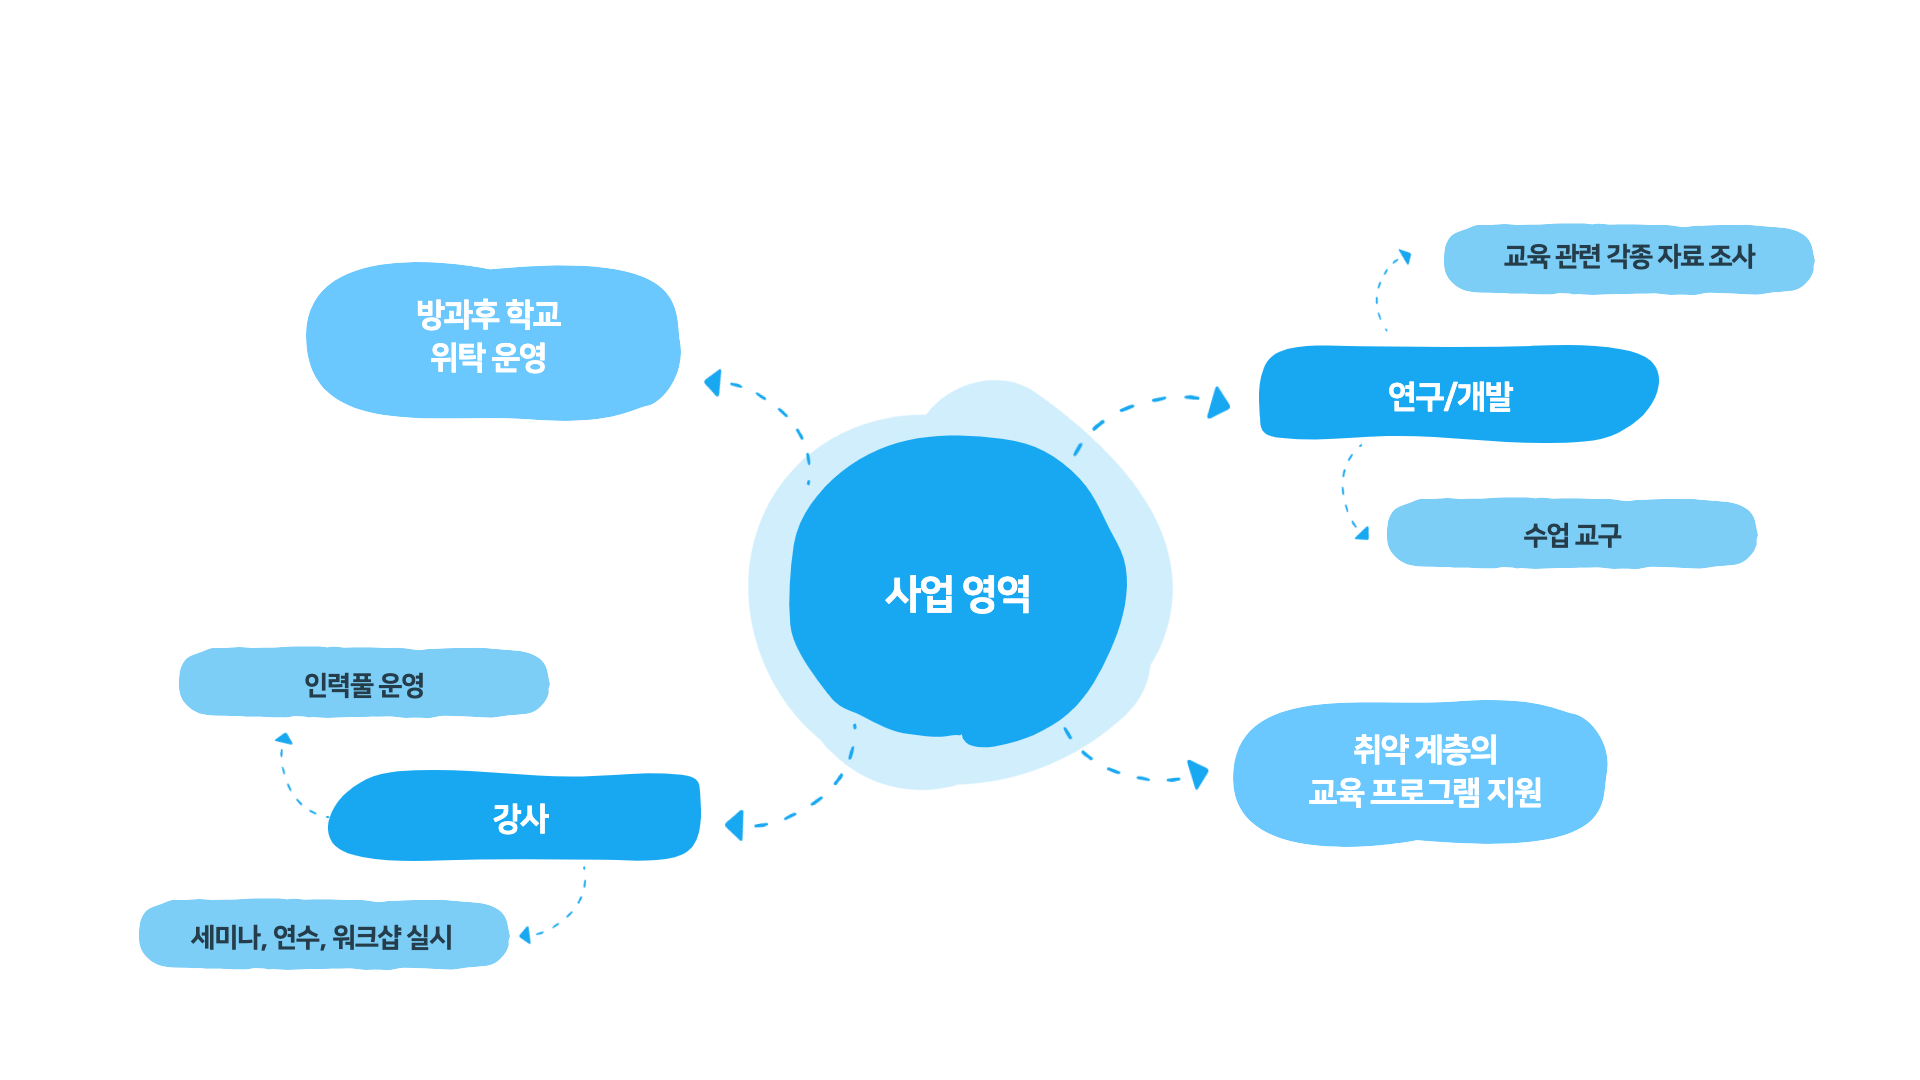 교육 관련 각종 자료 조사
방과후 학교
위탁 운영
연구/개발
수업 교구
사업 영역
인력풀 운영
취약 계층의
교육 프로그램 지원
강사
세미나, 연수, 워크샵 실시